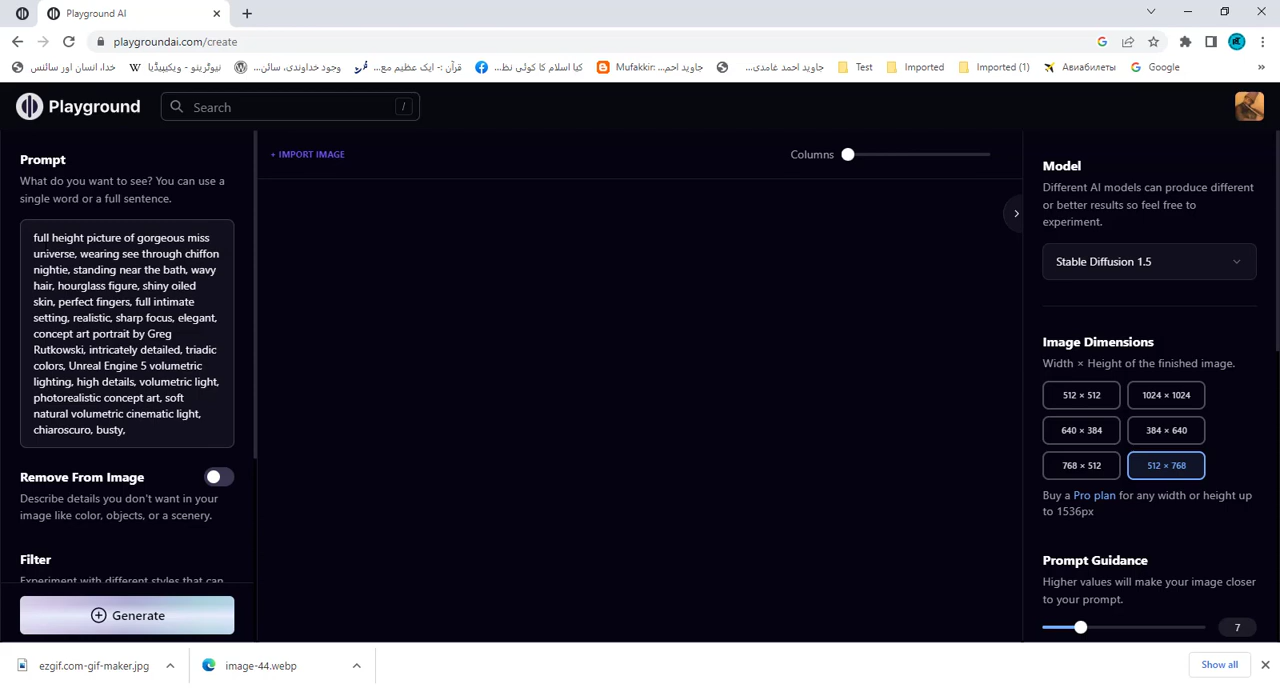 Playground AI
playgroundai.com/create
خدا، انسان اور سائنس
نیوٹرینو - ویکیپیڈیا
وجود خداوندی، سائن...
قرآن :- ایک عظیم مع...
کیا اسلام کا کوئی نظ...
Mufakkir: جاوید احم...
جاوید احمد غامدی...
Test
Imported
Imported (1)
Авиабилеты
Google
»
Playground
Search
/
Prompt
What do you want to see? You can use a
single word or a full sentence.
full height picture of gorgeous miss
universe, wearing see through chiffon
nightie, standing near the bath, wavy
hair, hourglass figure, shiny oiled
skin, perfect fingers, full intimate
setting, realistic, sharp focus, elegant,
concept art portrait by Greg
Rutkowski, intricately detailed, triadic
colors, Unreal Engine 5 volumetric
lighting, high details, volumetric light,
photorealistic concept art, soft
natural volumetric cinematic light,
chiaroscuro, busty,
Remove From Image
Describe details you don't want in your
image like color, objects, or a scenery.
Filter
Experiment with different styles that can
Generate
+ IMPORT IMAGE
Columns
Model
Different AI models can produce different
or better results so feel free to
experiment.
Stable Diffusion 1.5
Image Dimensions
Width × Height of the finished image.
512 × 512
1024 × 1024
640 × 384
384 × 640
768 × 512
512 × 768
Buy a Pro plan for any width or height up
to 1536px
Prompt Guidance
Higher values will make your image closer
to your prompt.
7
ezgif.com-gif-maker.jpg
image-44.webp
Show all